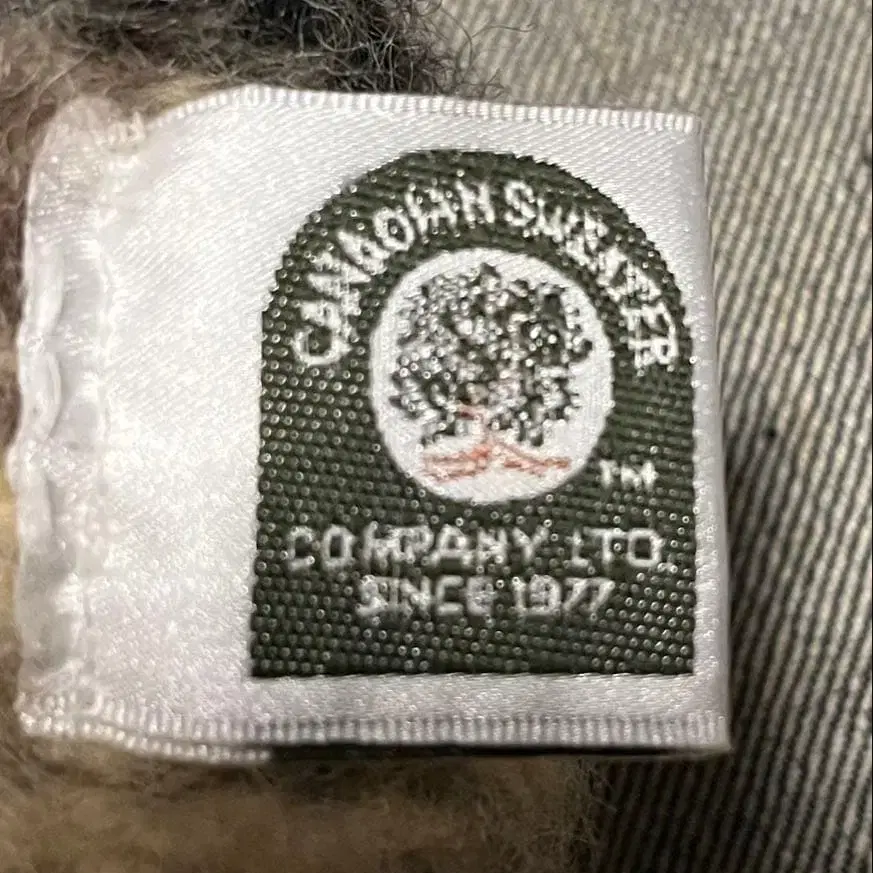 CANADIAN SWEATER
TM
COMPANY LTD.
SINCE 1977